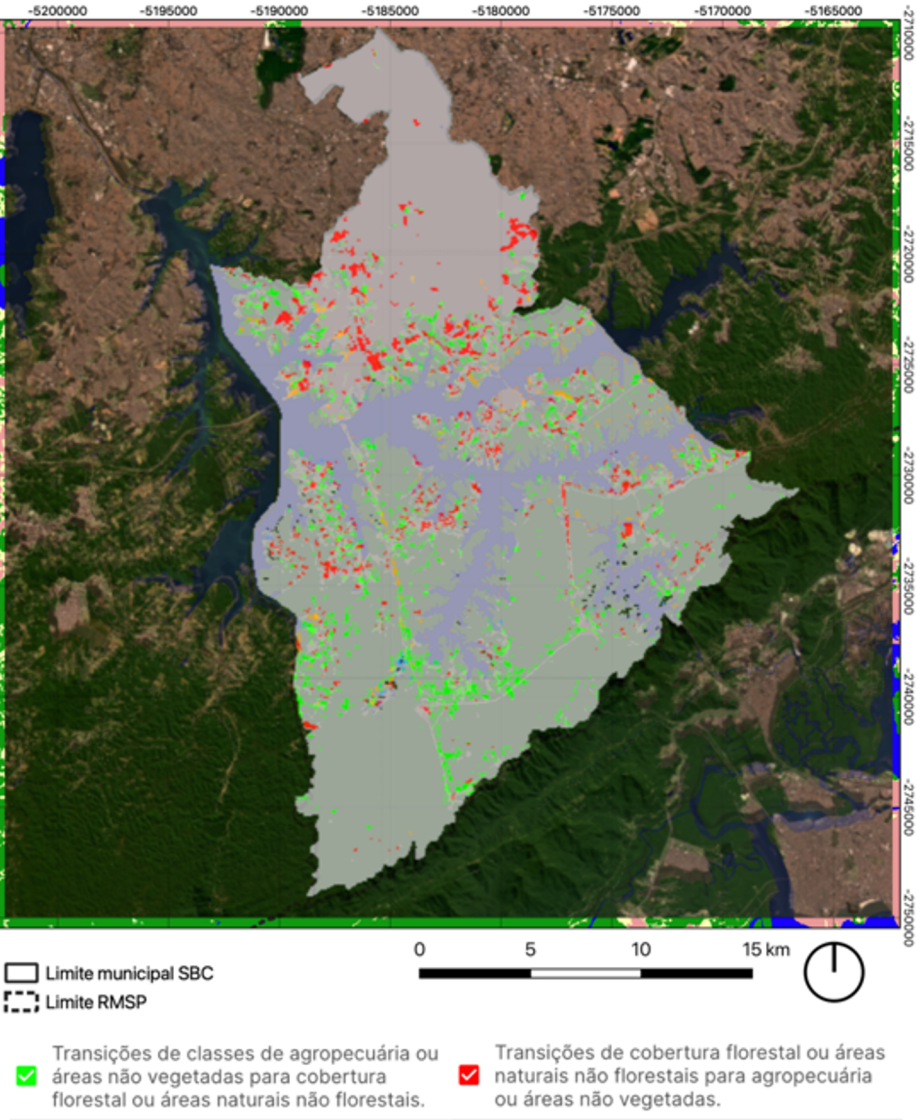 -5200000 -5195000 -5190000 -5185000 -5180000 -5175000 -5170000 -5165000
-2710000
-2715000
-2720000
-2725000
-2730000
-2735000
-2740000
-2745000
-2750000
0 5 10 15 km
Limite municipal SBC
Limite RMSP
Transições de classes de agropecuária ou
áreas não vegetadas para cobertura
florestal ou áreas naturais não florestais.
Transições de cobertura florestal ou áreas
naturais não florestais para agropecuária
ou áreas não vegetadas.